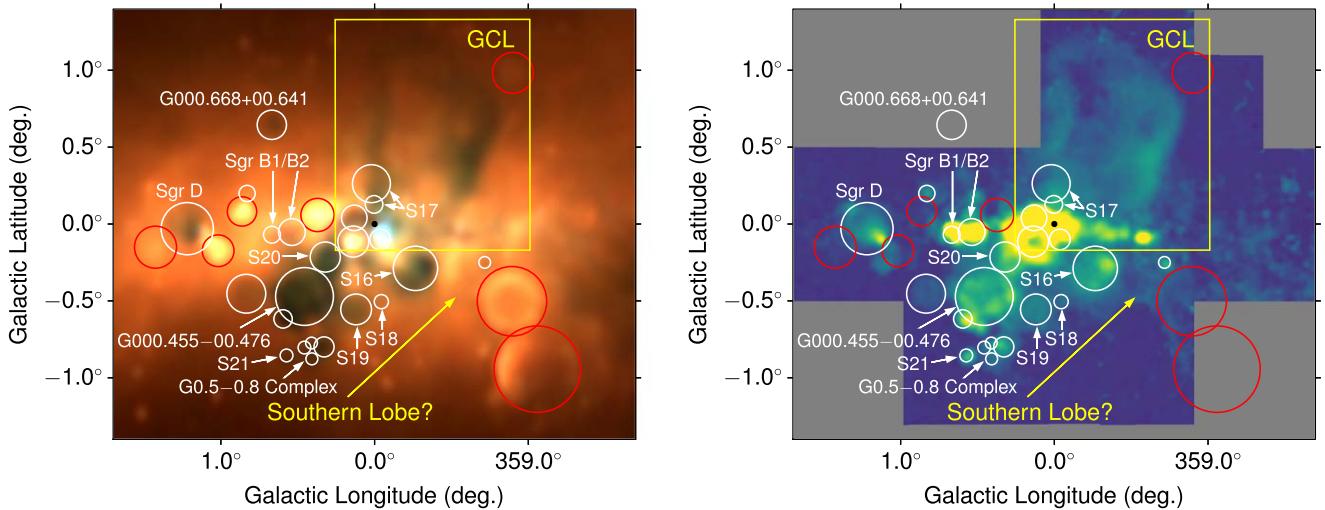 GCL
1.0°
G000.668+00.641
0.5°
Sgr B1/B2
Sgr D
S17
0.0°
S20
S16
−0.5°
S18
G000.455−00.476
S19
S21
−1.0°
G0.5−0.8 Complex
Southern Lobe?
1.0° 0.0° 359.0°
Galactic Longitude (deg.)
Galactic Latitude (deg.)
GCL
1.0°
G000.668+00.641
0.5°
Sgr B1/B2
Sgr D
S17
0.0°
S20
S16
−0.5°
S18
G000.455−00.476
S19
S21
−1.0°
G0.5−0.8 Complex
Southern Lobe?
1.0° 0.0° 359.0°
Galactic Longitude (deg.)
Galactic Latitude (deg.)